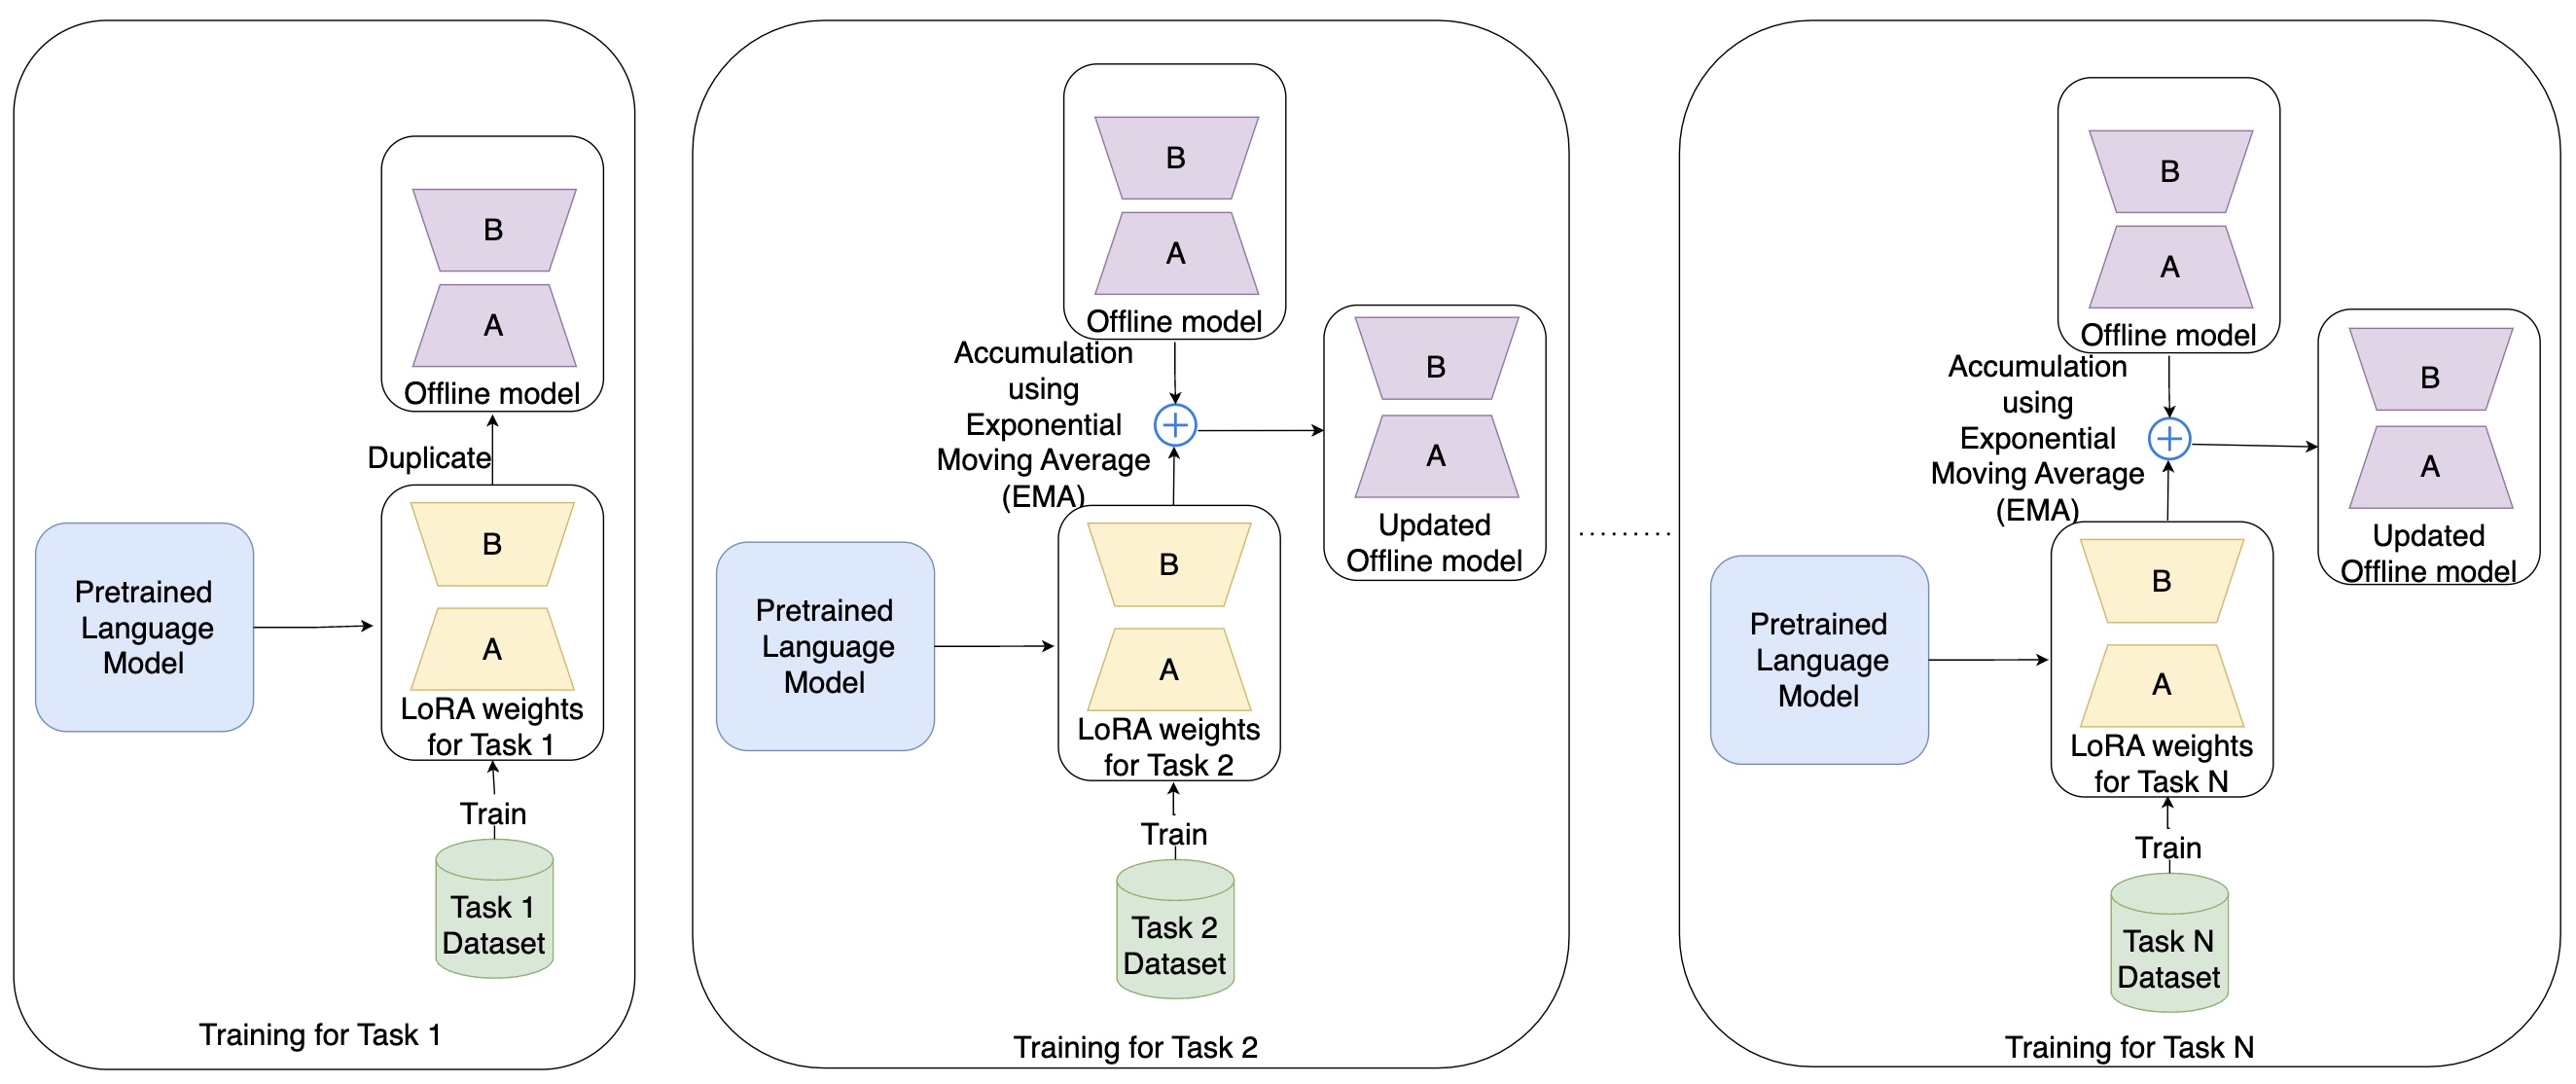 B
A
Offline model
Duplicate
B
A
LoRA weights
for Task 1
Pretrained
Language
Model
Train
Task 1
Dataset
Training for Task 1
B
A
Offline model
Accumulation
using
Exponential
Moving Average
(EMA)
B
A
Updated
Offline model
B
A
LoRA weights
for Task 2
Pretrained
Language
Model
Train
Task 2
Dataset
Training for Task 2
.........
B
A
Offline model
Accumulation
using
Exponential
Moving Average
(EMA)
B
A
Updated
Offline model
B
A
LoRA weights
for Task N
Pretrained
Language
Model
Train
Task N
Dataset
Training for Task N